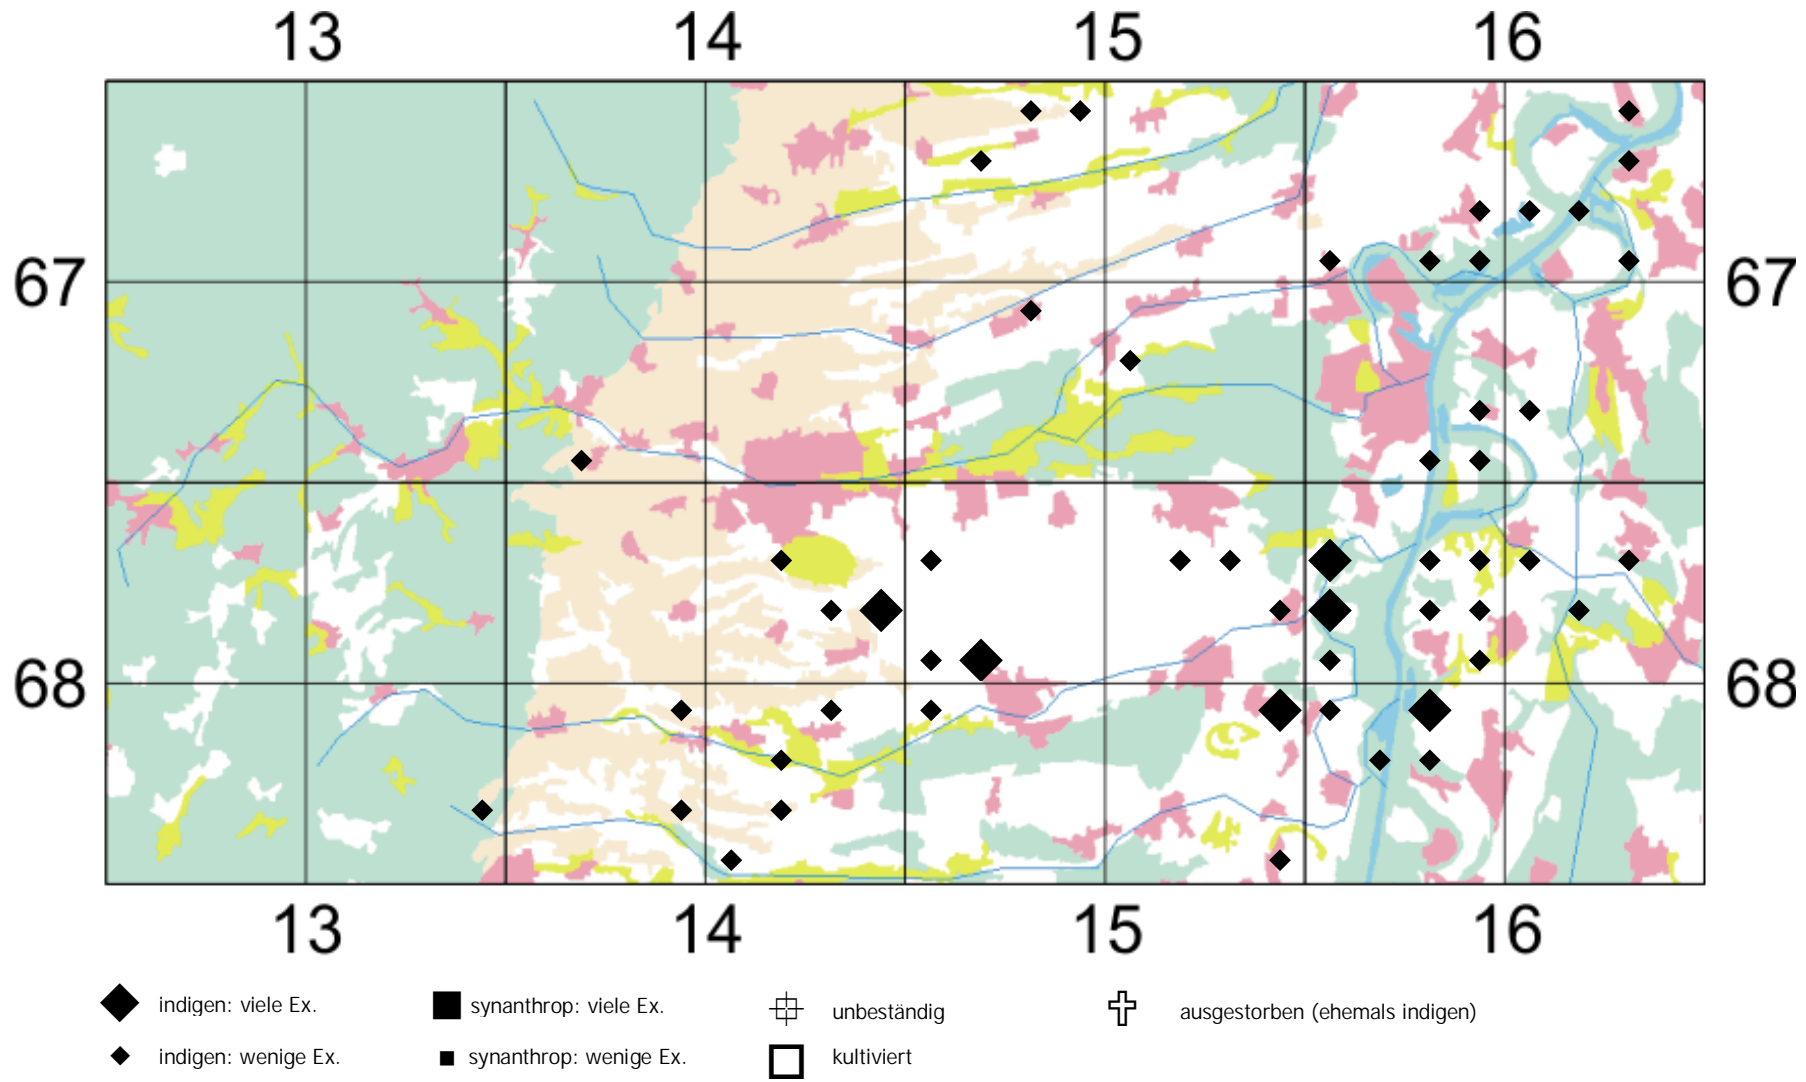 13 14 15 16
67 67
68 68
13 14 15 16
indigen: viele Ex. synanthrop: viele Ex. unbeständig ausgestorben (ehemals indigen)
indigen: wenige Ex. synanthrop: wenige Ex. kultiviert